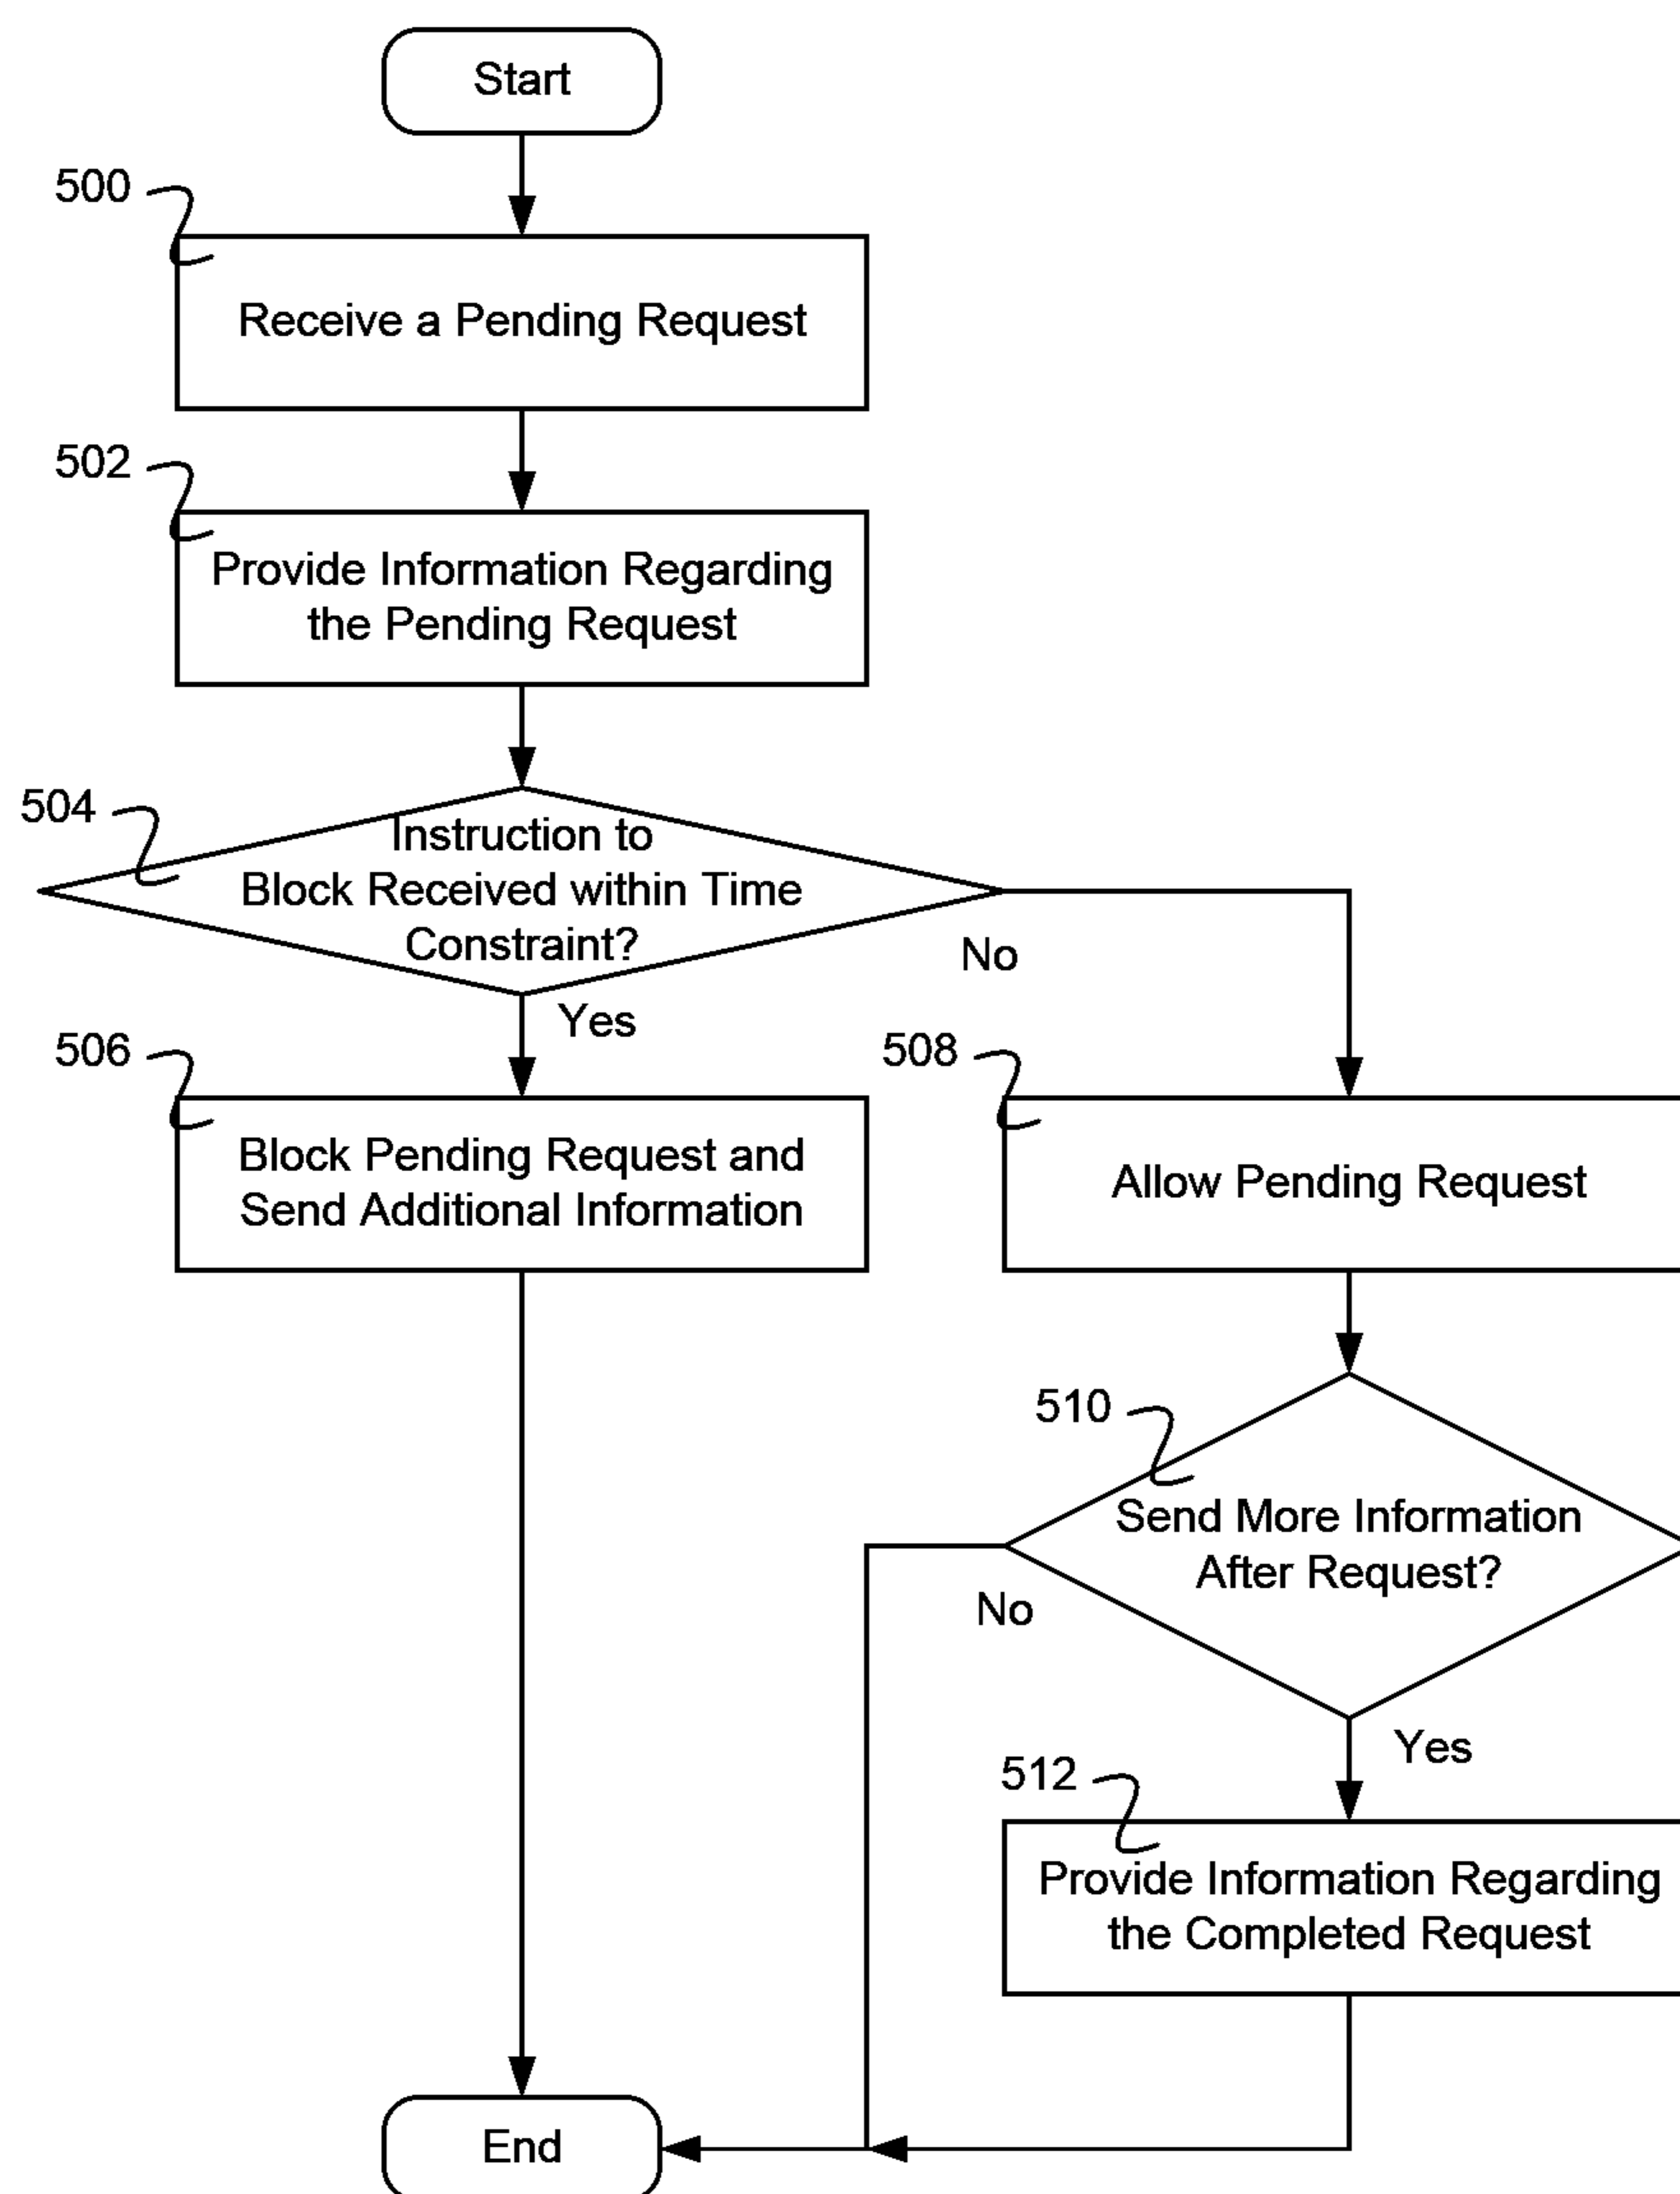 Start
500
Receive a Pending Request
502
Provide Information Regarding
the Pending Request
504
Instruction to
Block Received within Time
Constraint?
No
Yes
506
Block Pending Request and
Send Additional Information
508
Allow Pending Request
510
Send More Information
After Request?
No
Yes
512
Provide Information Regarding
the Completed Request
End